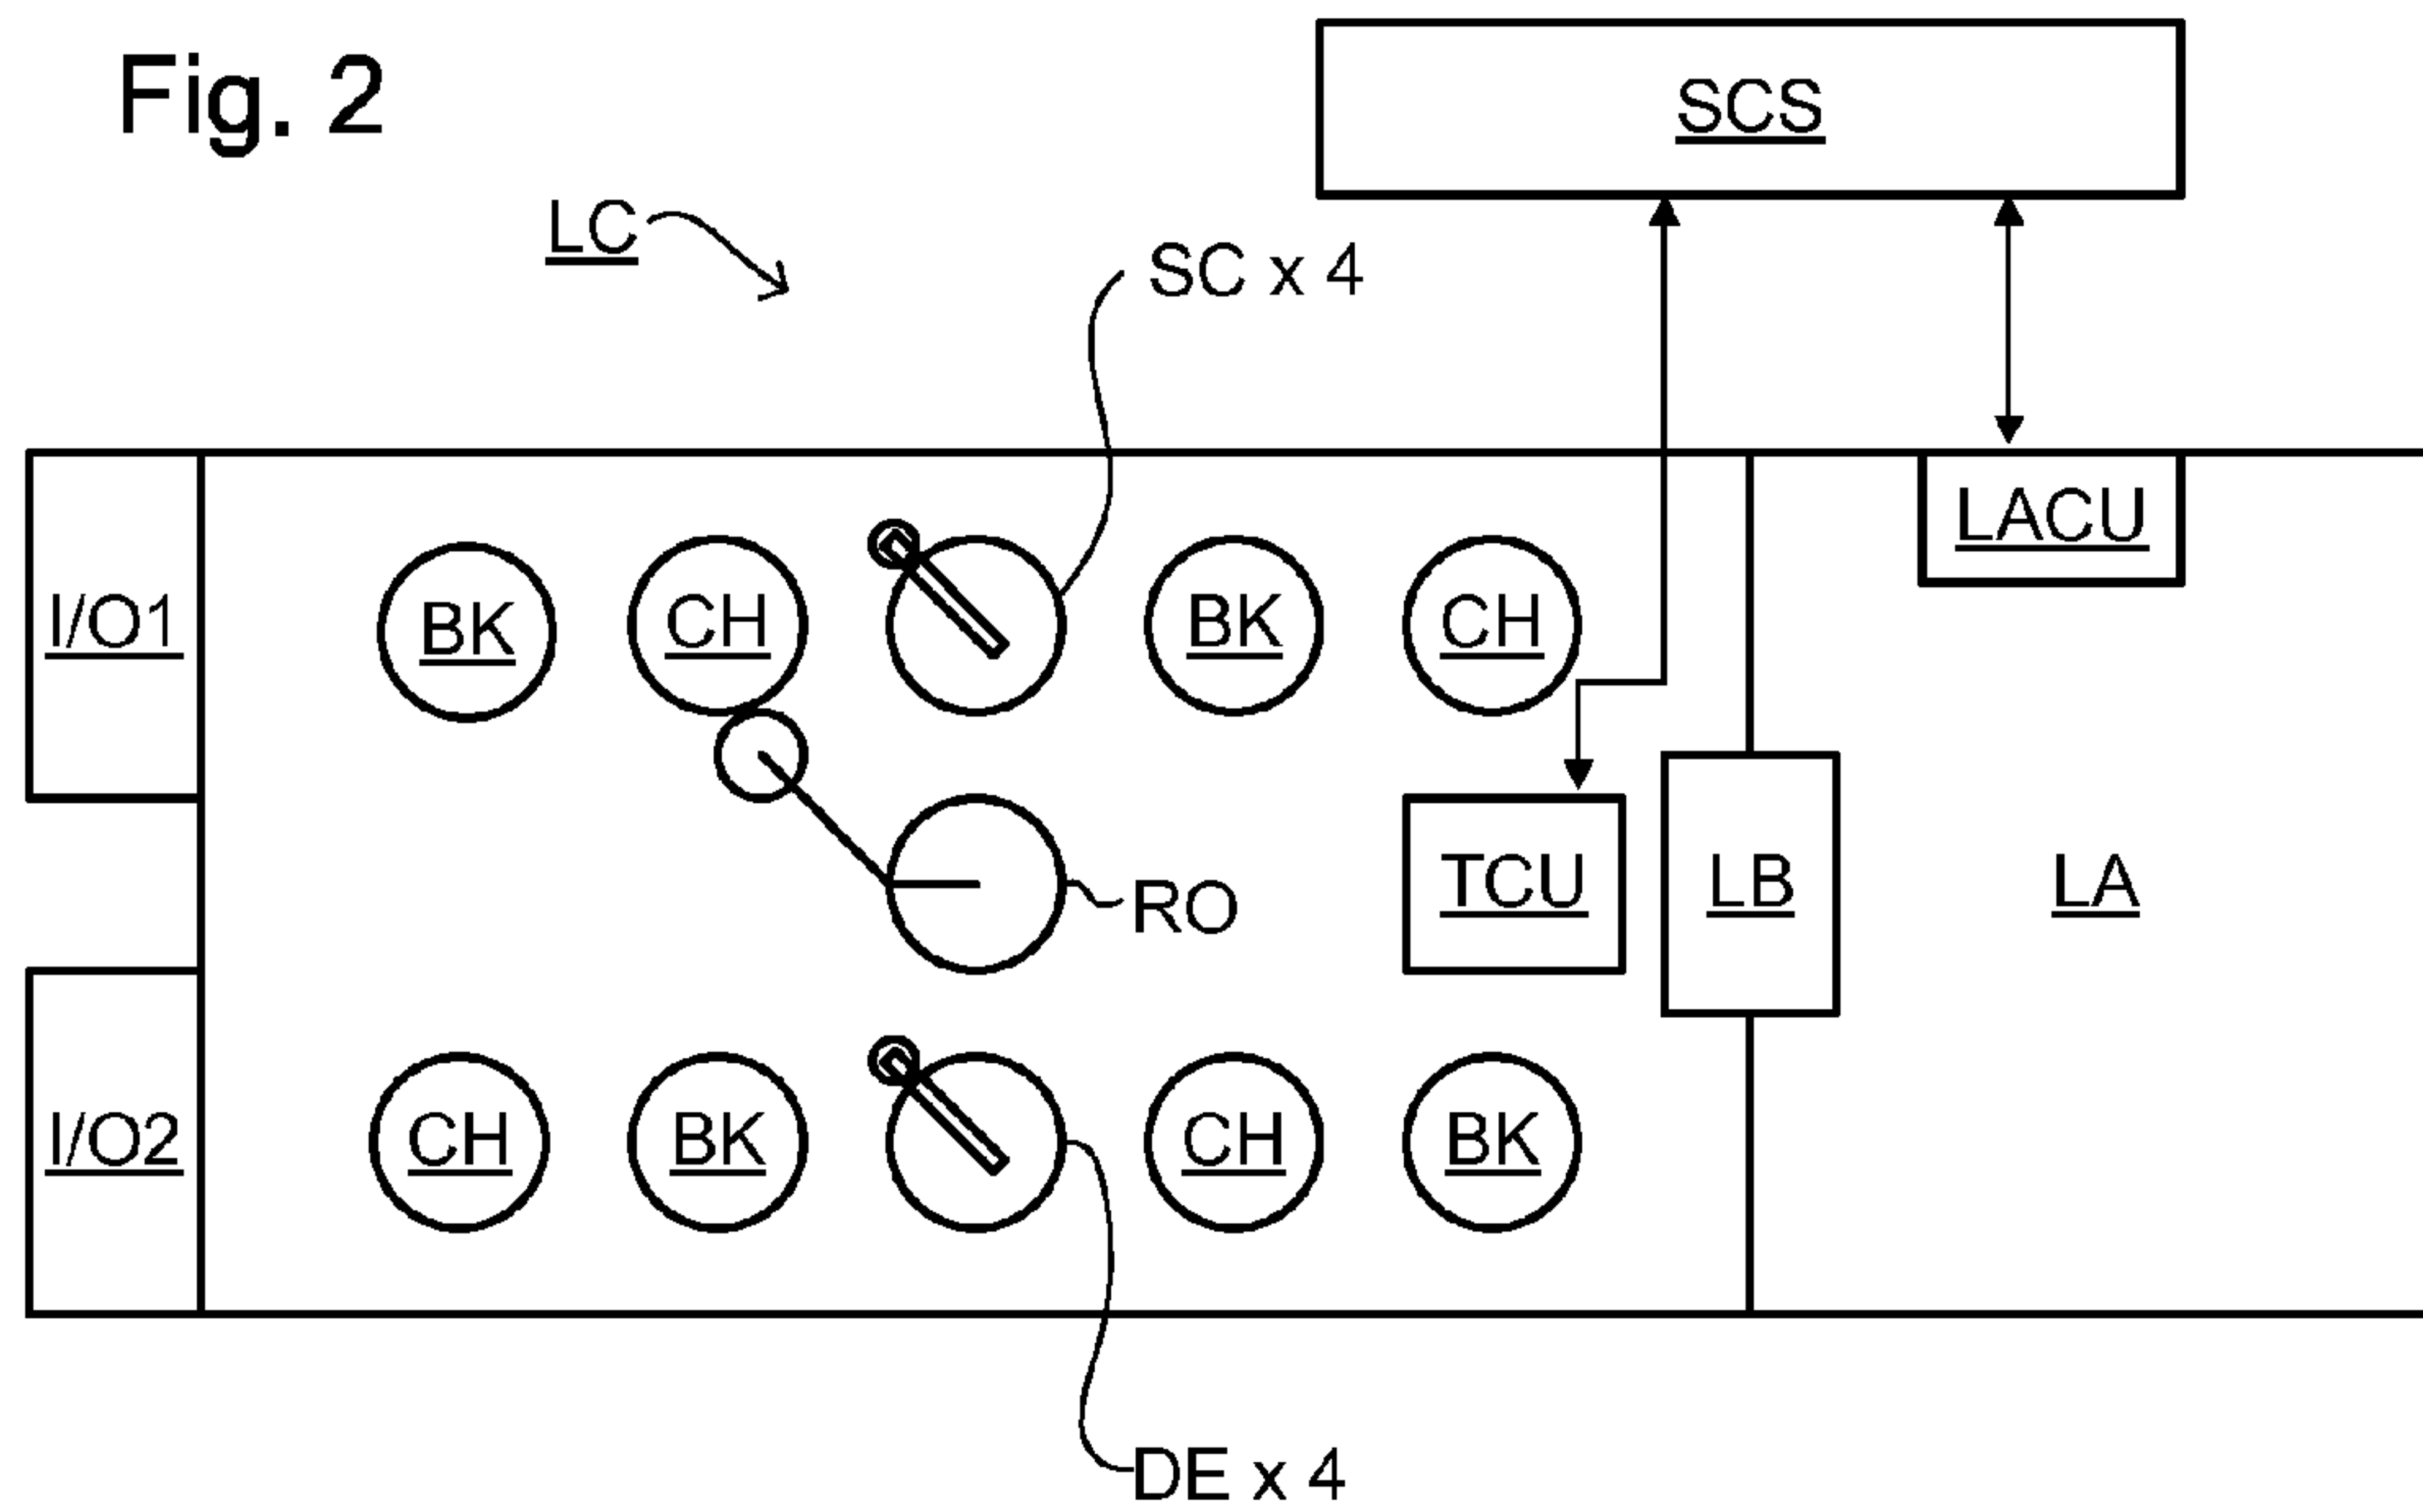 Fig. 2
SCS
LC
SC x 4
LACU
I/O1
BK
CH
BK
CH
RO
TCU
LB
LA
I/O2
CH
BK
CH
BK
DE x 4